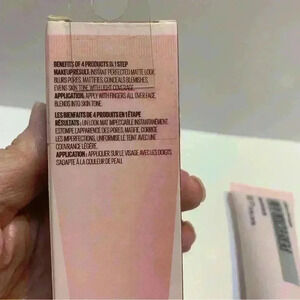 BENEFITS OF 4 PRODUCTS IN 1 STEP
MAKEUP RESULT: INSTANT PERFECTED MATTE LOOK
BLURS PORES, MATTIFIES, CONCEALS BLEMISHES,
EVENS SKIN TONE WITH LIGHT COVERAGE
APPLICATION: APPLY WITH FINGERS ALL OVER FACE,
BLENDS INTO SKIN TONE.
LES BIENFAITS DE 4 PRODUITS EN 1 ÉTAPE
RÉSULTATS : UN LOOK MAT IMPECCABLE INSTANTANÉMENT
ESTOMPE L'APPARENCE DES PORES, MATIFIE, CORRIGE
LES IMPERFECTIONS, UNIFORMISE LE TEINT AVEC UNE
COUVRANCE LÉGÈRE.
APPLICATION : APPLIQUER SUR LE VISAGE AVEC LES DOIGTS
S'ADAPTE À LA COULEUR DE PEAU.